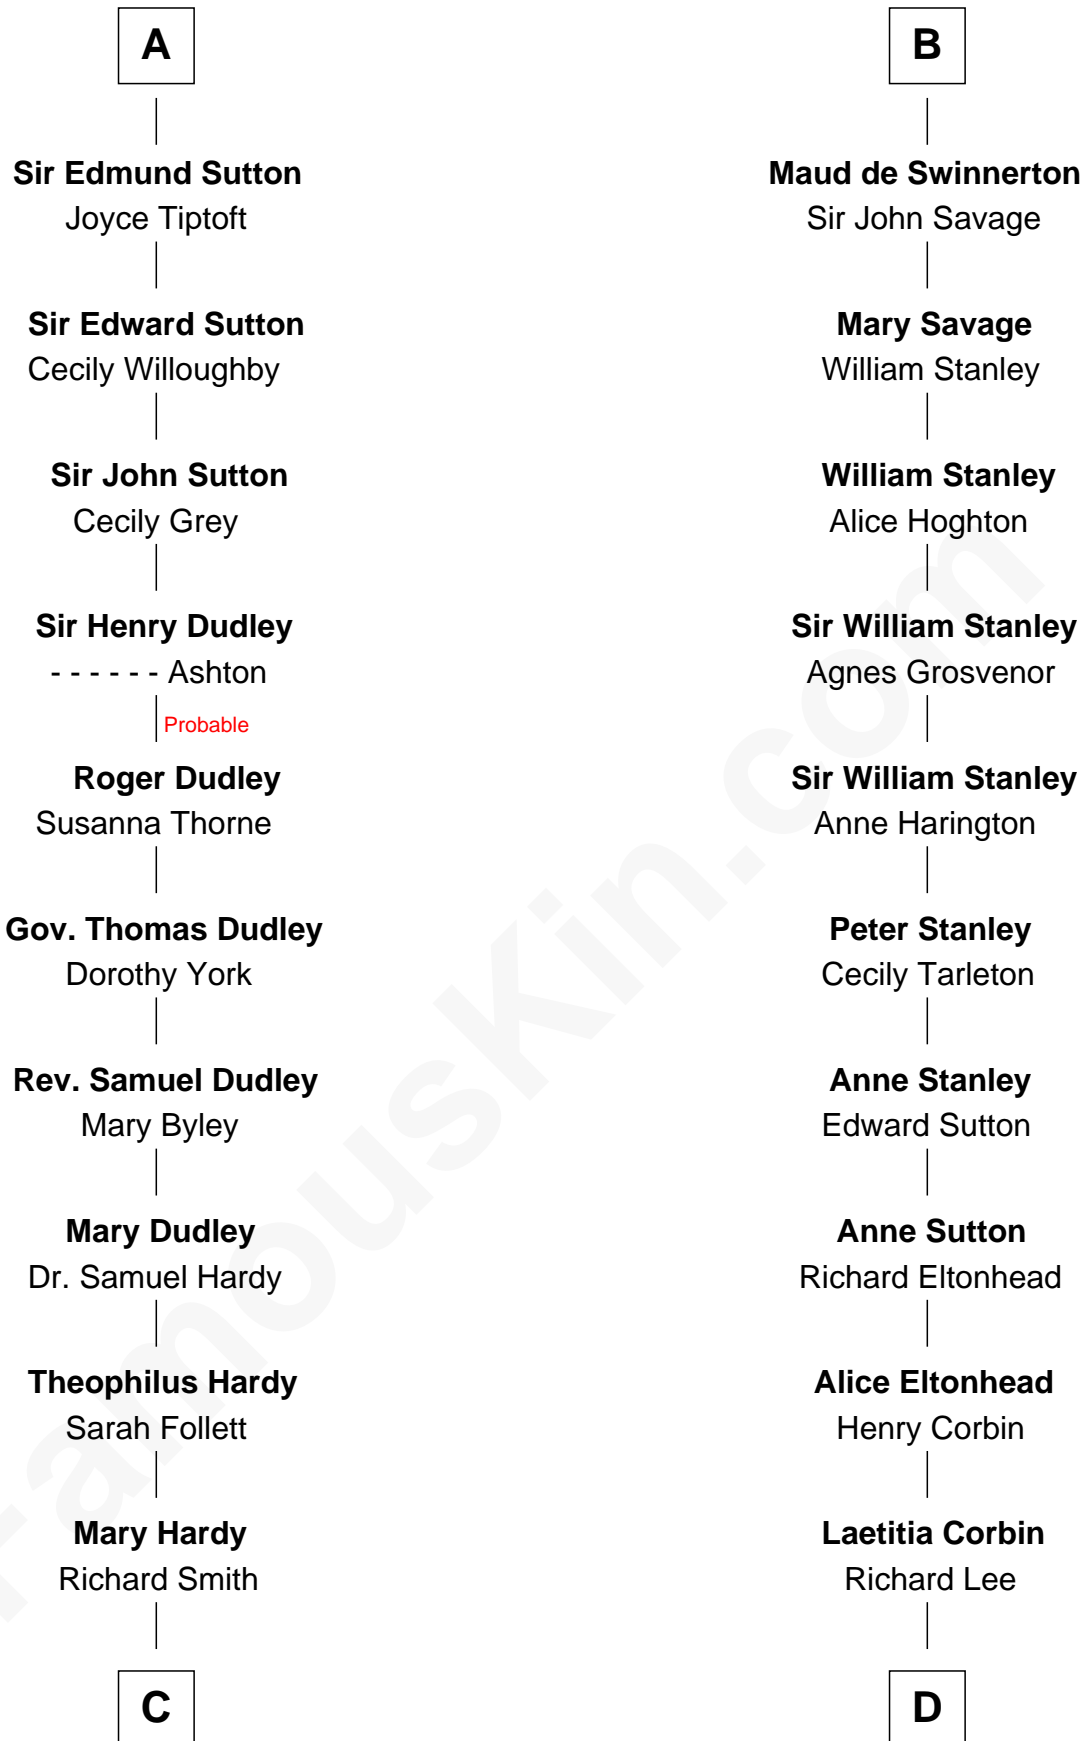 A
Sir Edmund Sutton
Joyce Tiptoft
Sir Edward Sutton
Cecily Willoughby
Sir John Sutton
Cecily Grey
Sir Henry Dudley
- - - - - - Ashton
Probable
Roger Dudley
Susanna Thorne
Gov. Thomas Dudley
Dorothy York
Rev. Samuel Dudley
Mary Byley
Mary Dudley
Dr. Samuel Hardy
Theophilus Hardy
Sarah Follett
Mary Hardy
Richard Smith
C
B
Maud de Swinnerton
Sir John Savage
Mary Savage
William Stanley
William Stanley
Alice Hoghton
Sir William Stanley
Agnes Grosvenor
Sir William Stanley
Anne Harington
Peter Stanley
Cecily Tarleton
Anne Stanley
Edward Sutton
Anne Sutton
Richard Eltonhead
Alice Eltonhead
Henry Corbin
Laetitia Corbin
Richard Lee
D
FamousKin.com